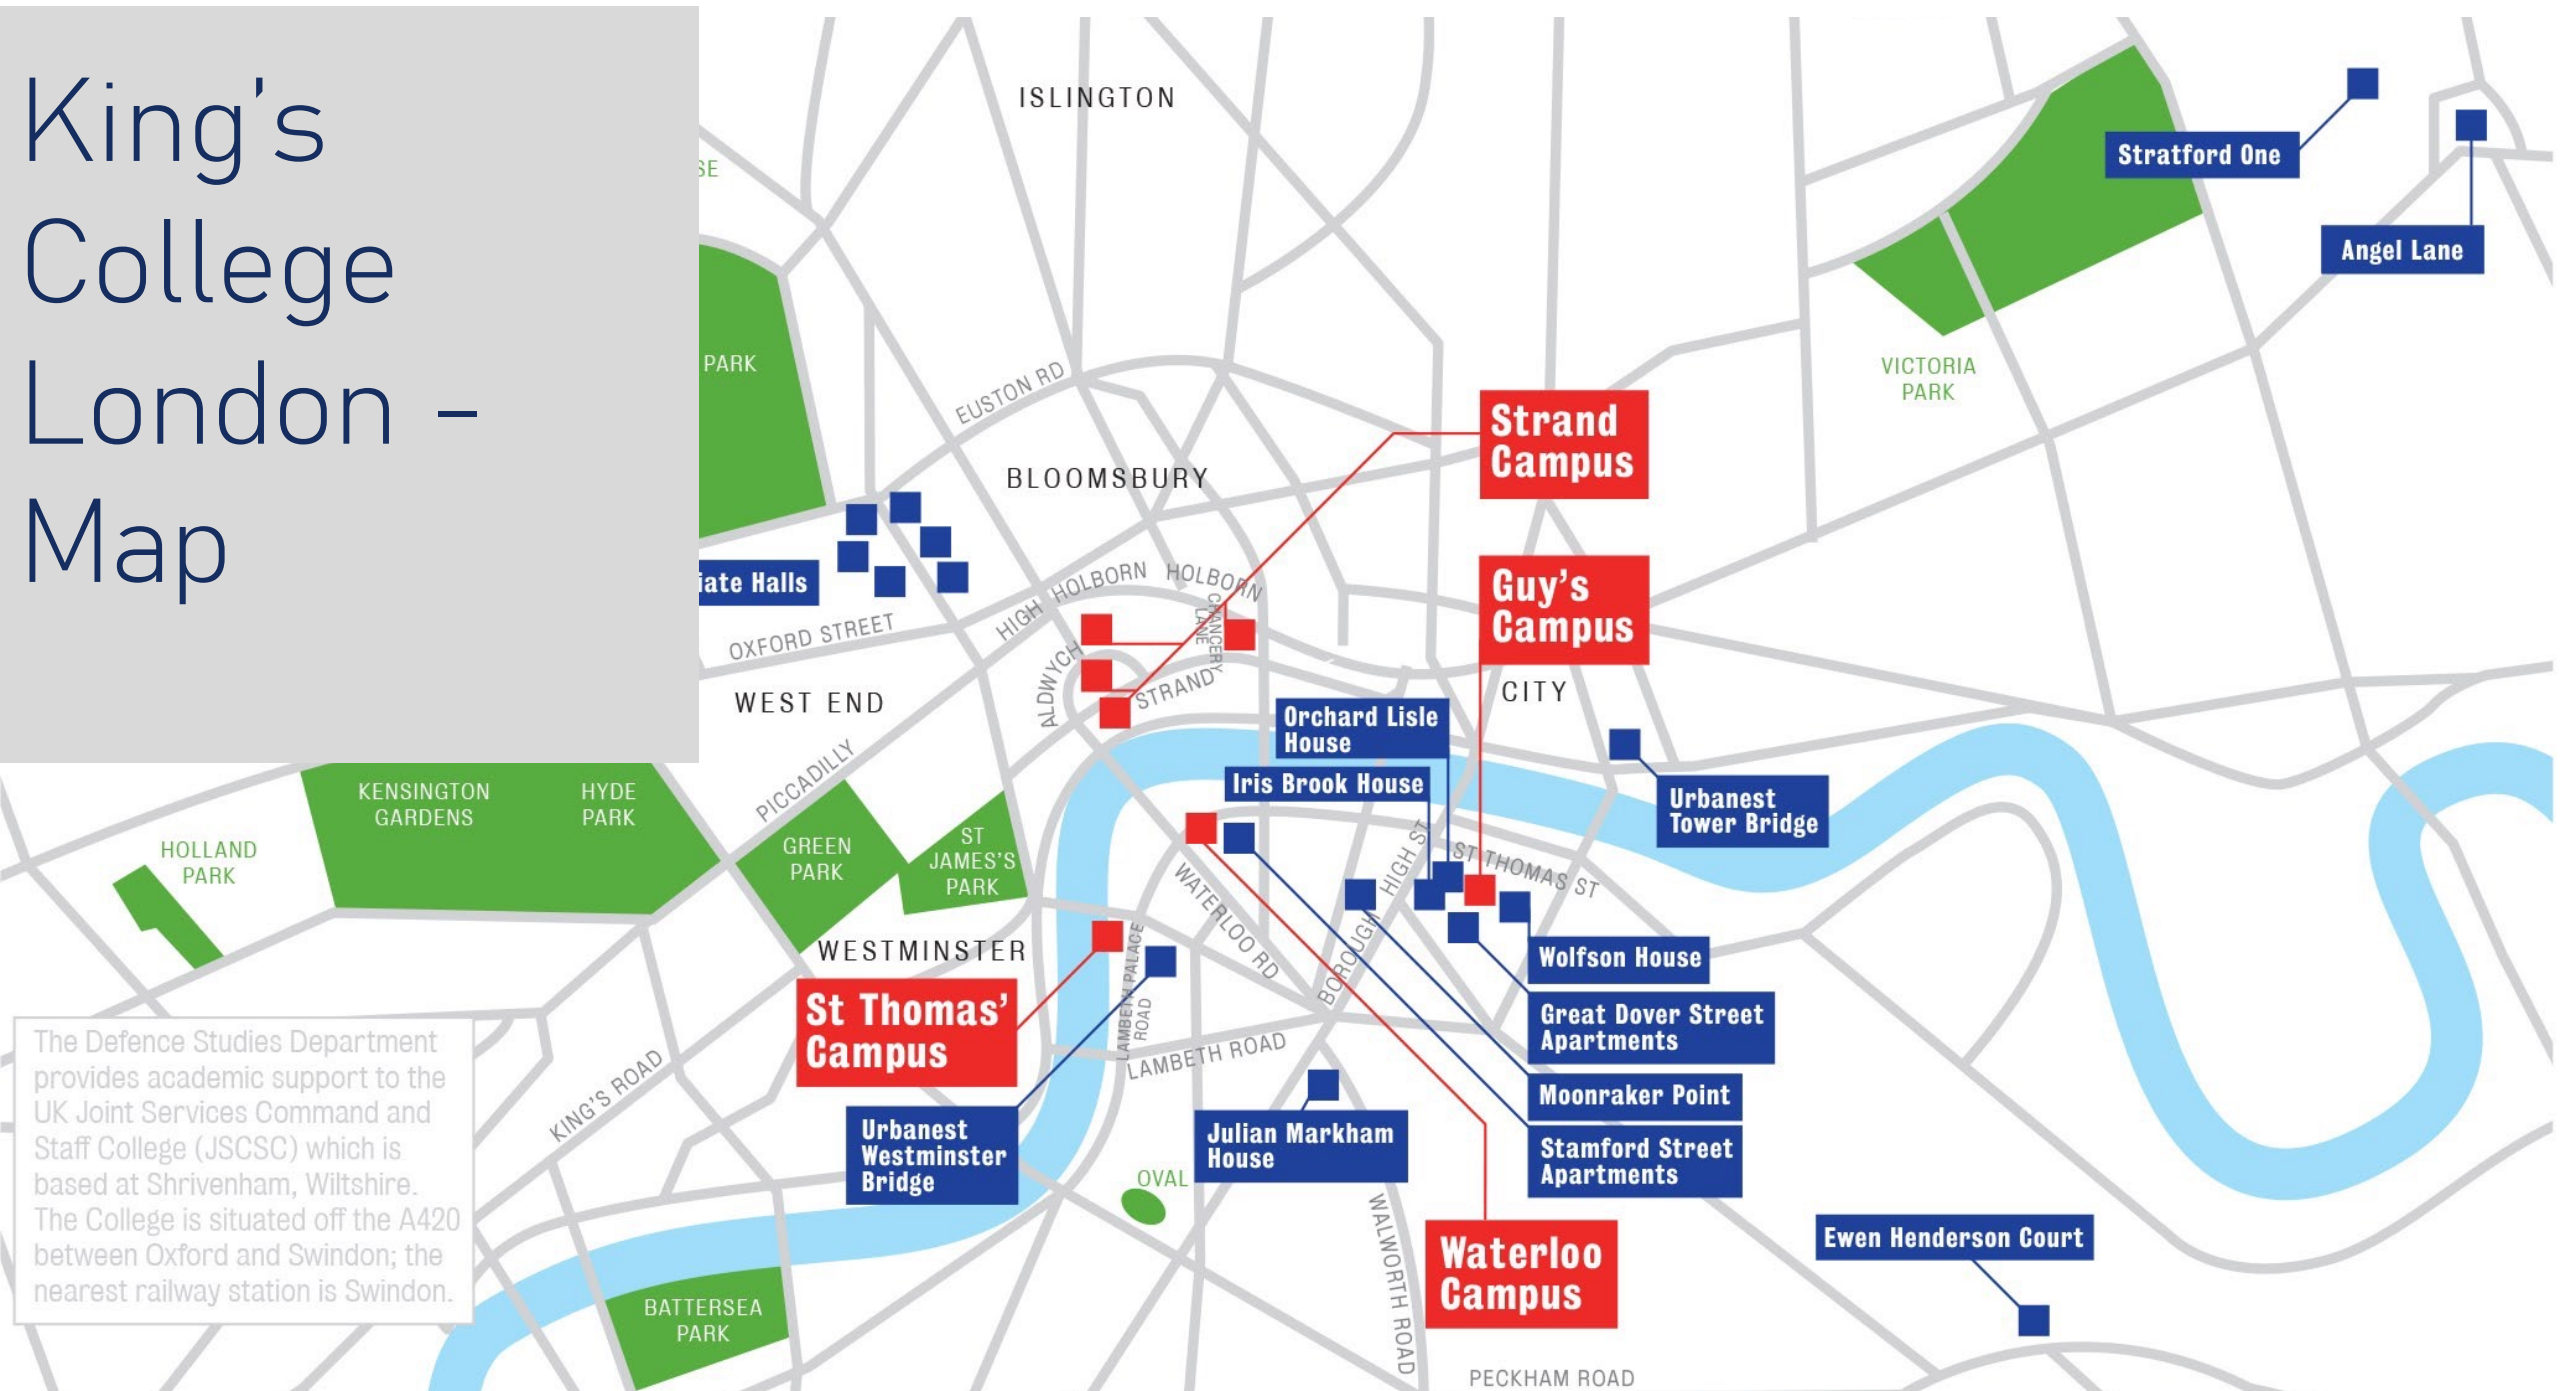 King's
College
London -
Map
ISLINGTON
SE
PARK
EUSTON RD
BLOOMSBURY
Stratford One
Angel Lane
VICTORIA
PARK
Strand
Campus
Guy's
Campus
iate Halls
OXFORD STREET
HIGH HOLBORN
HOLBORN
CHANCERY
LANE
ALDWYCH
STRAND
WEST END
CITY
Orchard Lisle
House
Iris Brook House
Urbanest
Tower Bridge
PICCADILLY
KENSINGTON
GARDENS
HYDE
PARK
HOLLAND
PARK
GREEN
PARK
ST
JAMES'S
PARK
WESTMINSTER
HIGH ST
BOROUGH
ST THOMAS ST
WATERLOO RD
LAMBETH PALACE
ROAD
LAMBETH ROAD
Wolfson House
Great Dover Street
Apartments
Moonraker Point
Stamford Street
Apartments
St Thomas'
Campus
Urbanest
Westminster
Bridge
Julian Markham
House
OVAL
KING'S ROAD
The Defence Studies Department
provides academic support to the
UK Joint Services Command and
Staff College (JSCSC) which is
based at Shrivenham, Wiltshire.
The College is situated off the A420
between Oxford and Swindon; the
nearest railway station is Swindon.
WALWORTH ROAD
Waterloo
Campus
Ewen Henderson Court
BATTERSEA
PARK
PECKHAM ROAD